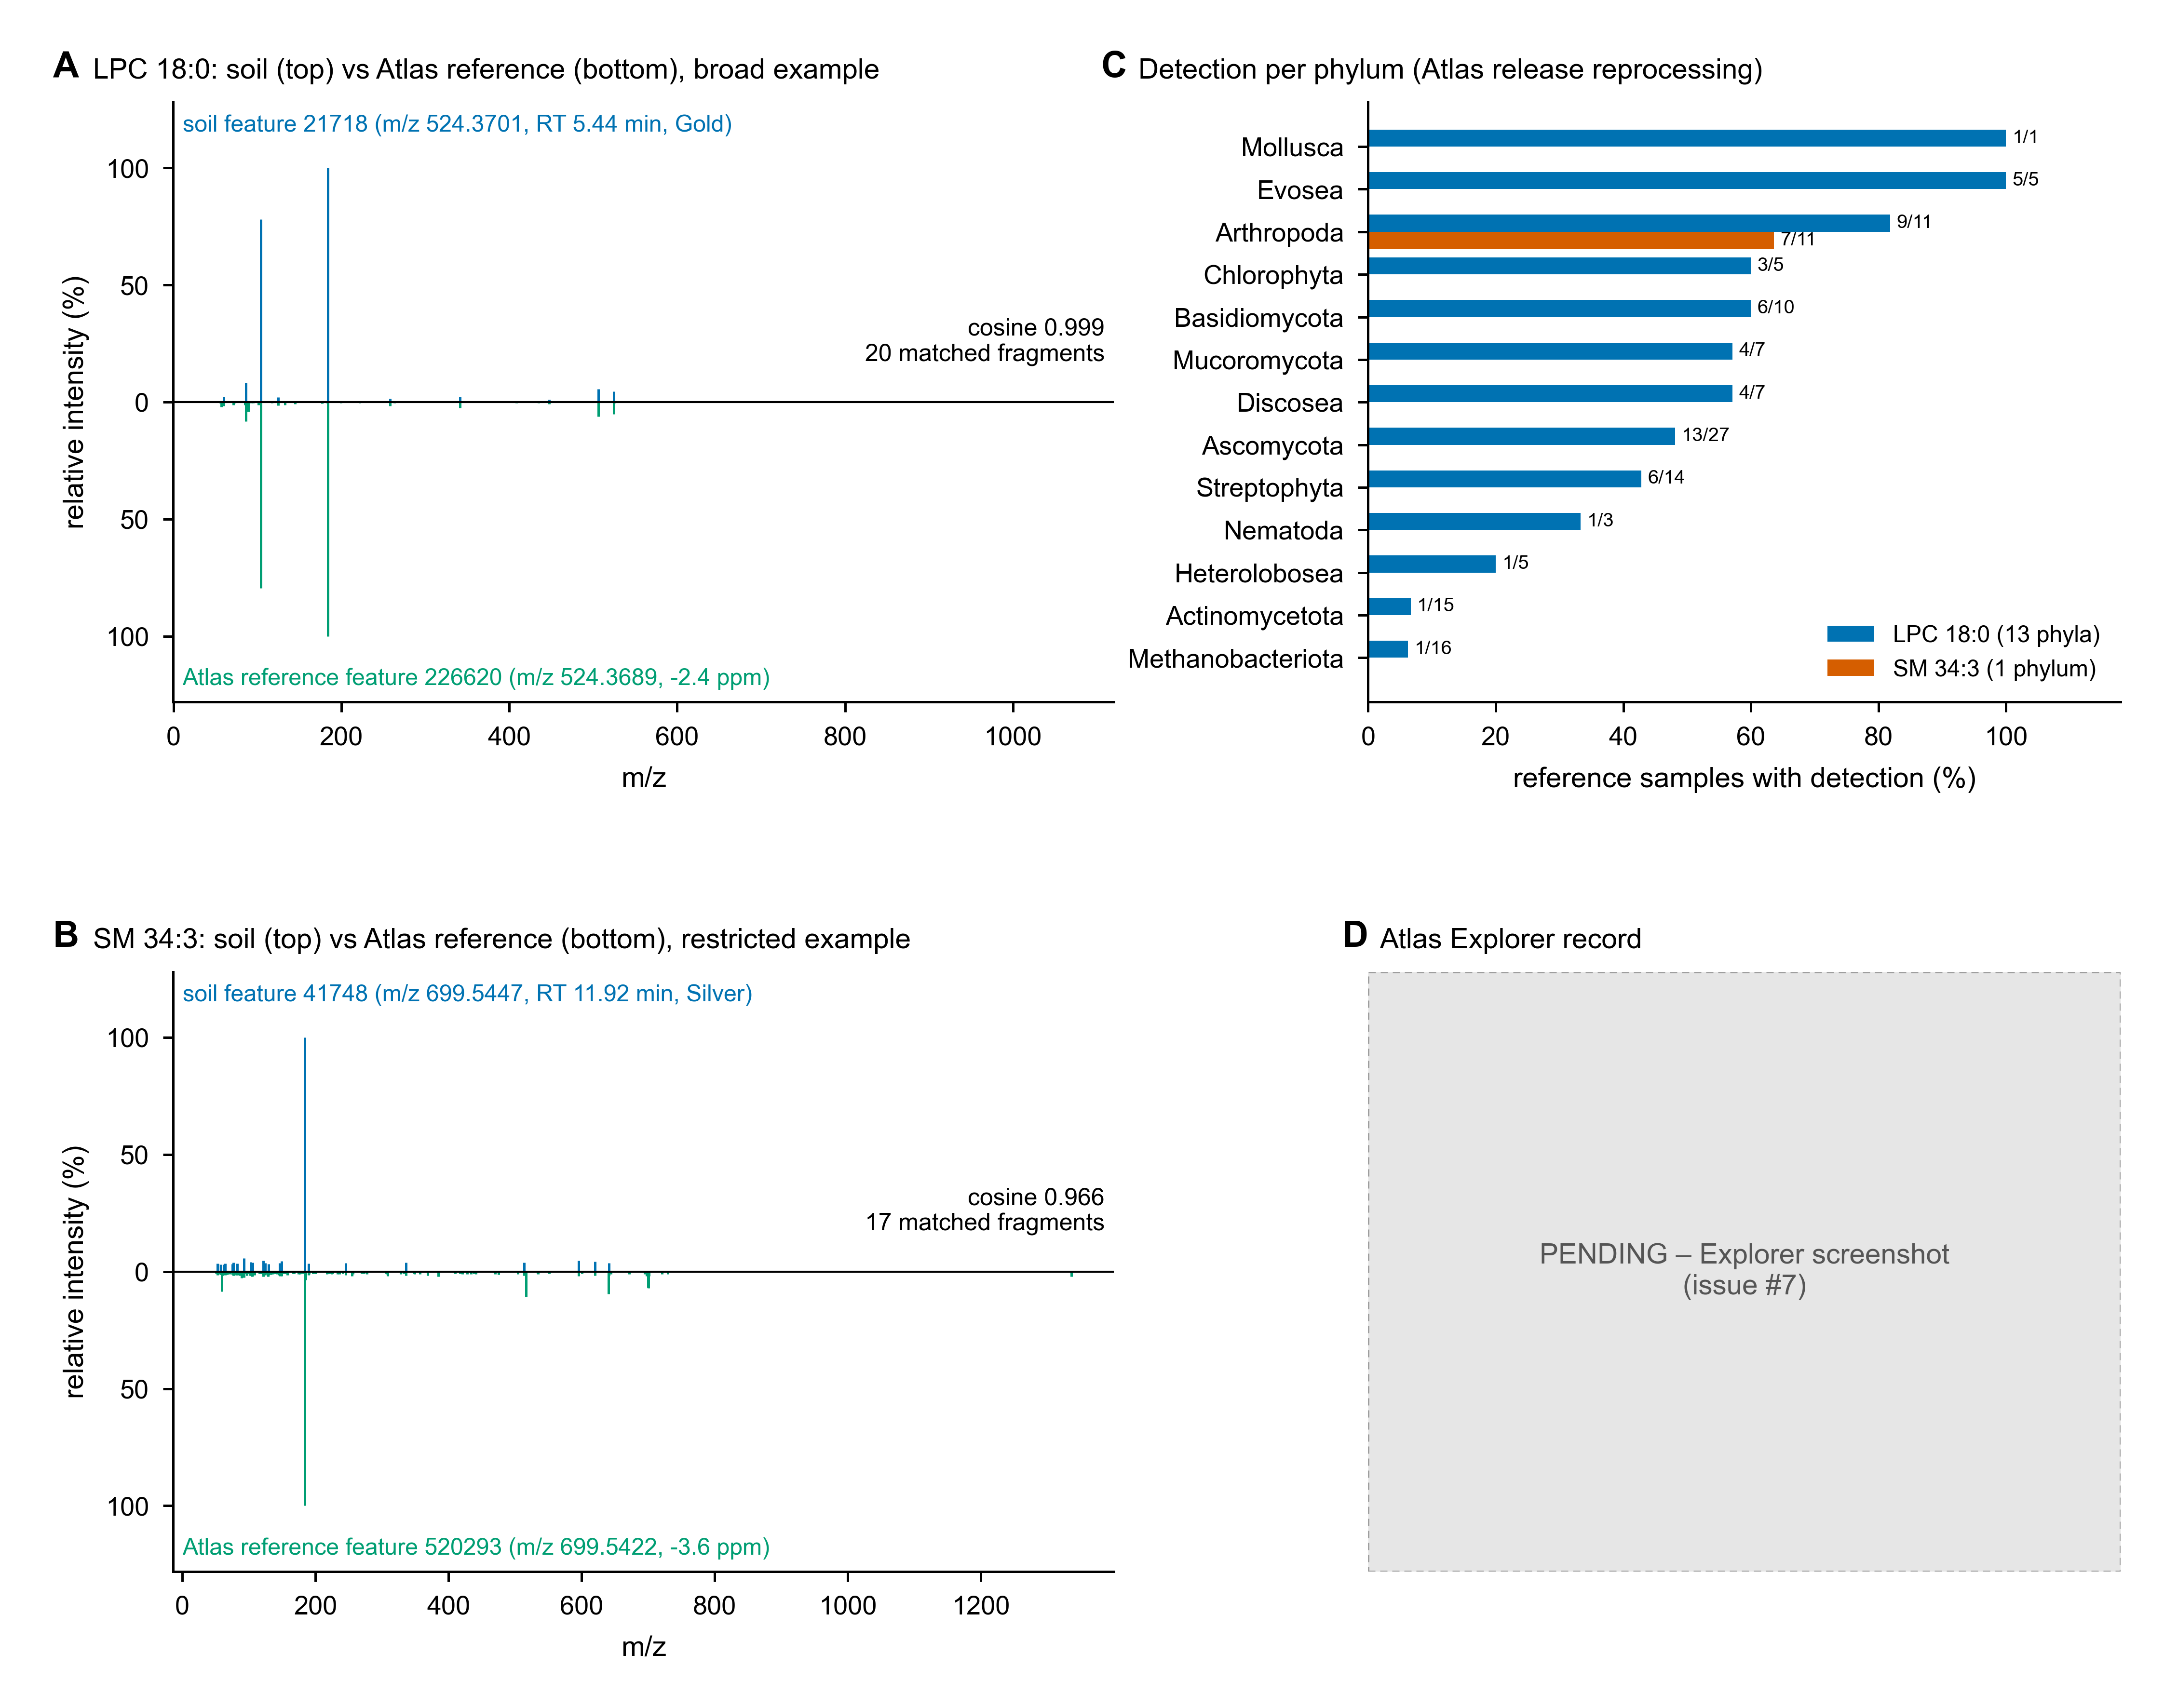 A LPC 18:0: soil (top) vs Atlas reference (bottom), broad example
soil feature 21718 (m/z 524.3701, RT 5.44 min, Gold)
100
50
0
50
100
relative intensity (%)
cosine 0.999
20 matched fragments
Atlas reference feature 226620 (m/z 524.3689, -2.4 ppm)
0 200 400 600 800 1000
m/z
C Detection per phylum (Atlas release reprocessing)
Mollusca 1/1
Evosea 5/5
Arthropoda 9/11
7/11
Chlorophyta 3/5
Basidiomycota 6/10
Mucoromycota 4/7
Discosea 4/7
Ascomycota 13/27
Streptophyta 6/14
Nematoda 1/3
Heterolobosea 1/5
Actinomycetota 1/15
Methanobacteriota 1/16
LPC 18:0 (13 phyla)
SM 34:3 (1 phylum)
0 20 40 60 80 100
reference samples with detection (%)
B SM 34:3: soil (top) vs Atlas reference (bottom), restricted example
soil feature 41748 (m/z 699.5447, RT 11.92 min, Silver)
100
50
0
50
100
relative intensity (%)
cosine 0.966
17 matched fragments
Atlas reference feature 520293 (m/z 699.5422, -3.6 ppm)
0 200 400 600 800 1000 1200
m/z
D Atlas Explorer record
PENDING – Explorer screenshot
(issue #7)